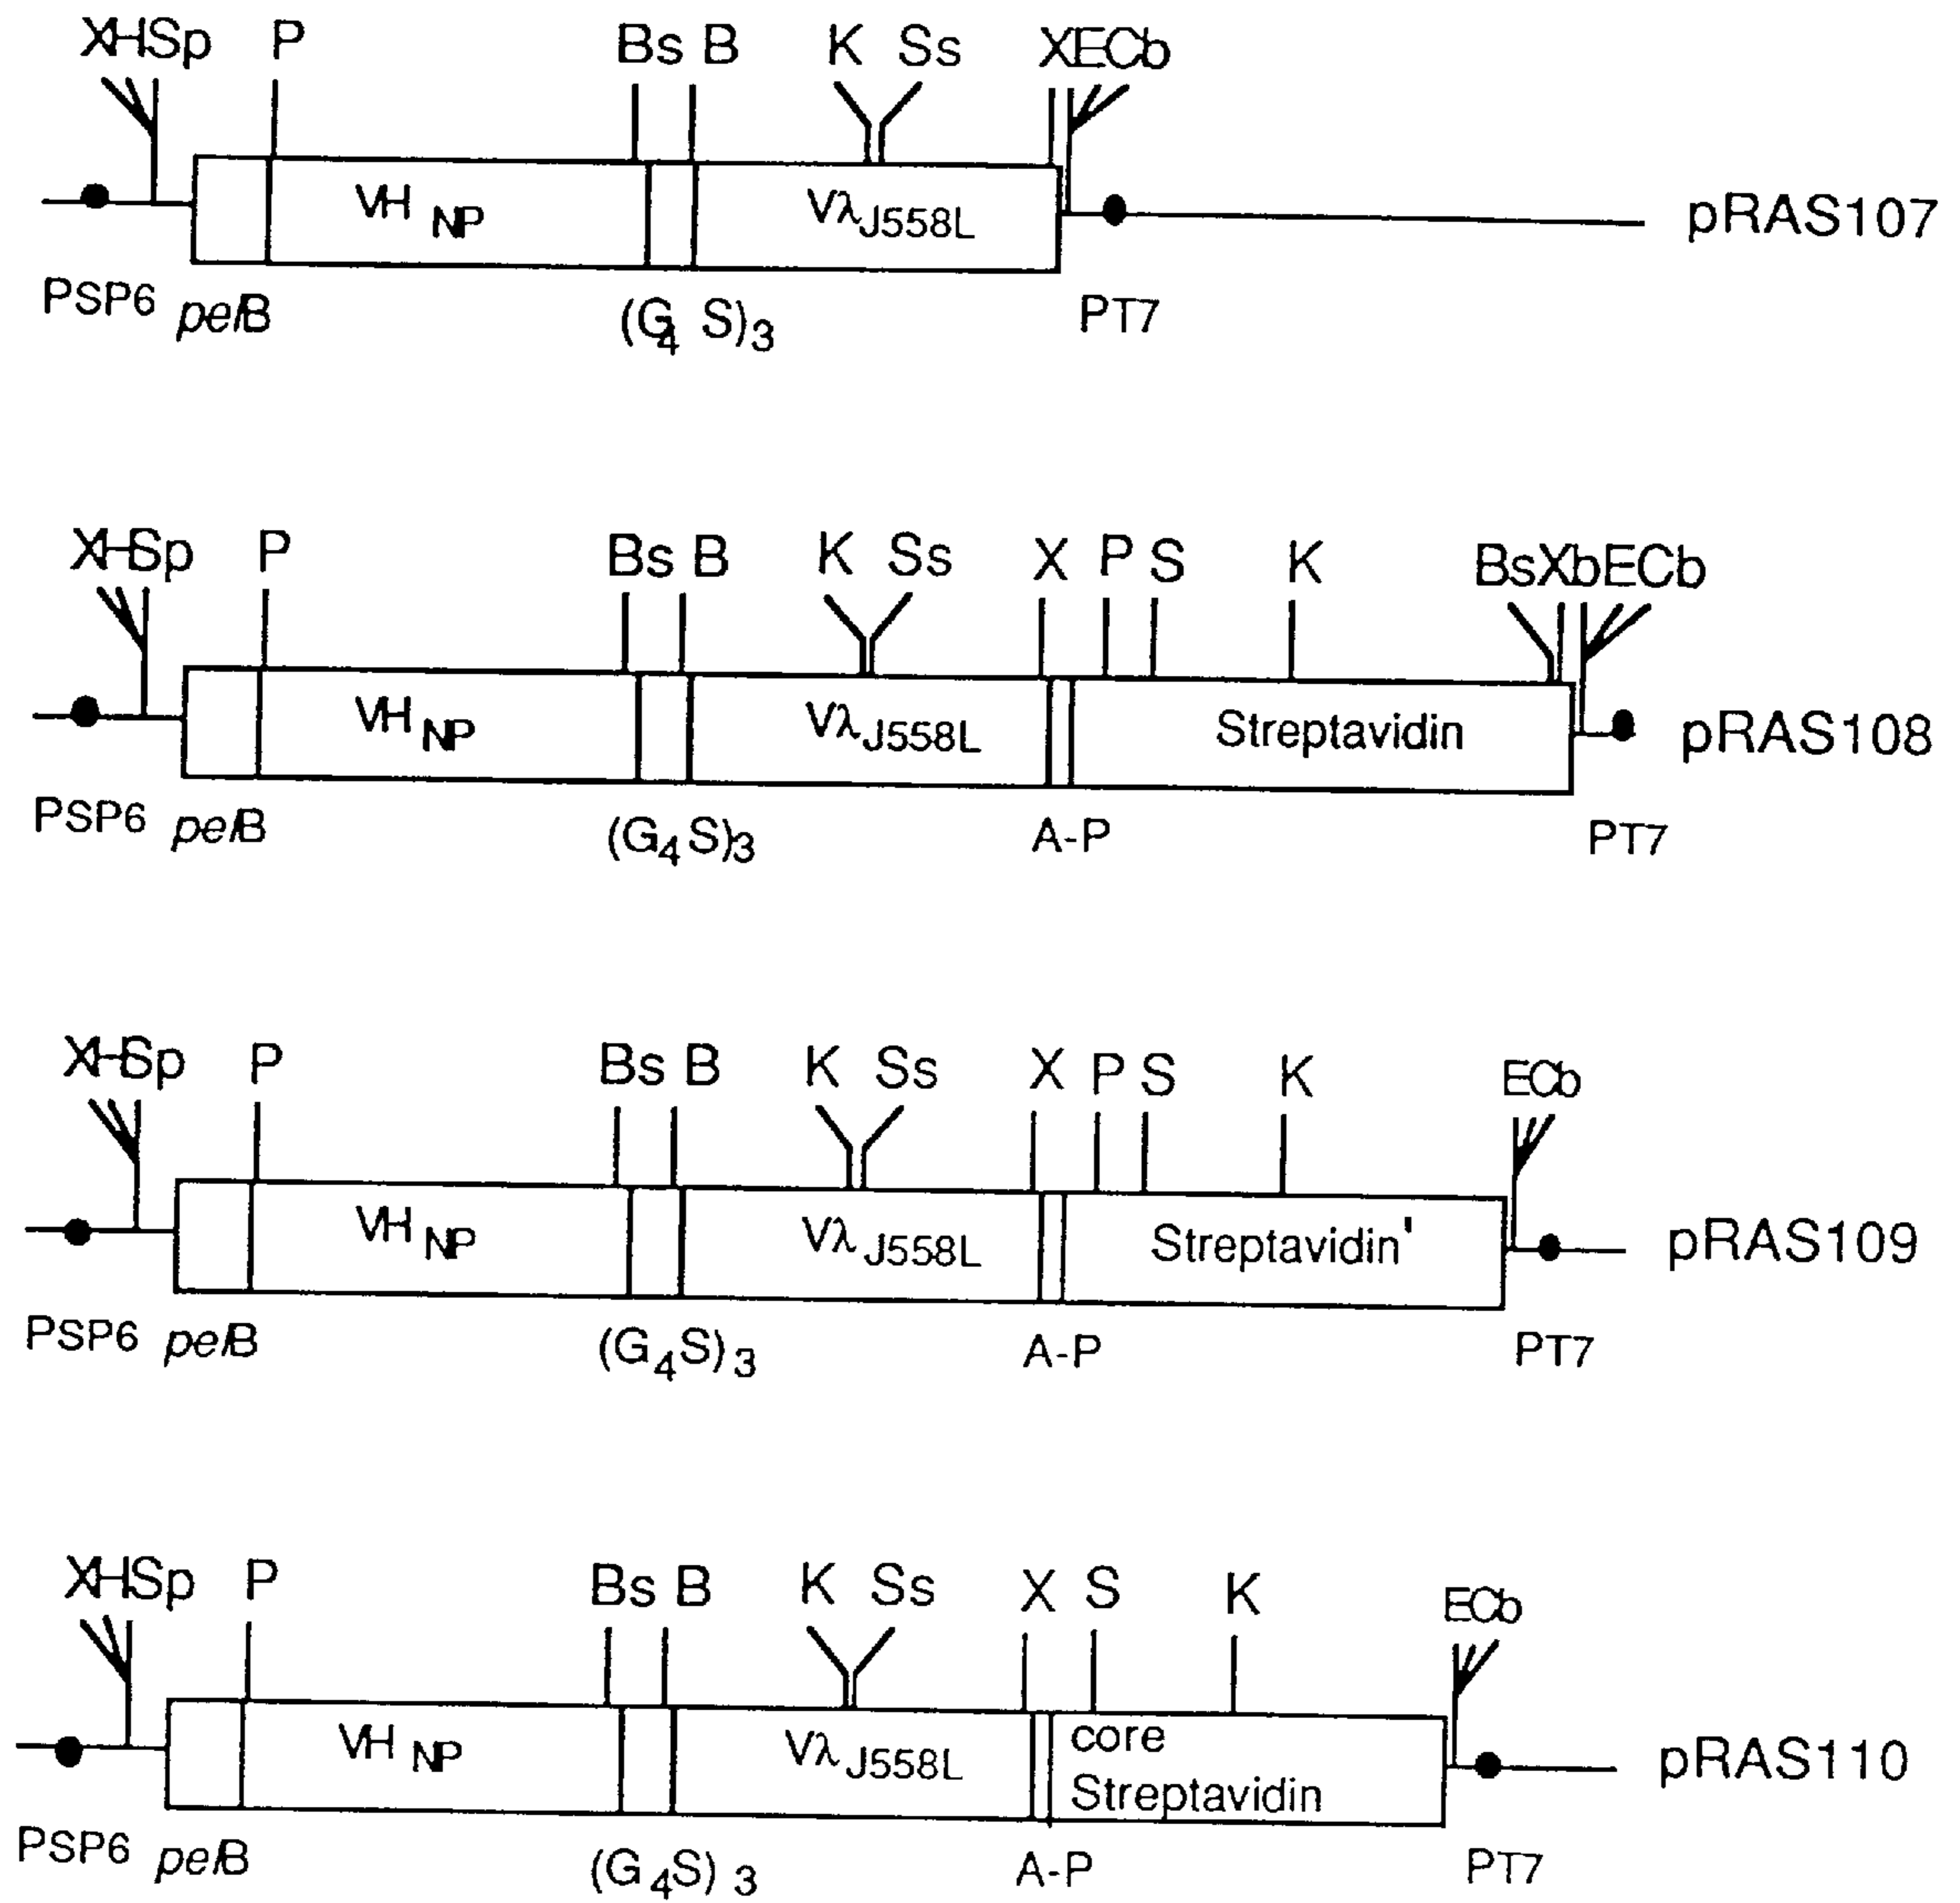 XHSp P Bs B K Ss XECb
VH NP Vλ J558L pRAS107
PSP6 pelB (G4 S)3 PT7
XHSp P Bs B K Ss X P S K BsXbECb
VH NP Vλ J558L Streptavidin pRAS108
PSP6 pelB (G4S)3 A-P PT7
XHSp P Bs B K Ss X P S K ECb
VH NP Vλ J558L Streptavidin' pRAS109
PSP6 pelB (G4S)3 A-P PT7
XHSp P Bs B K Ss X S K ECb
VH NP Vλ J558L core
Streptavidin pRAS110
PSP6 pelB (G4S)3 A-P PT7